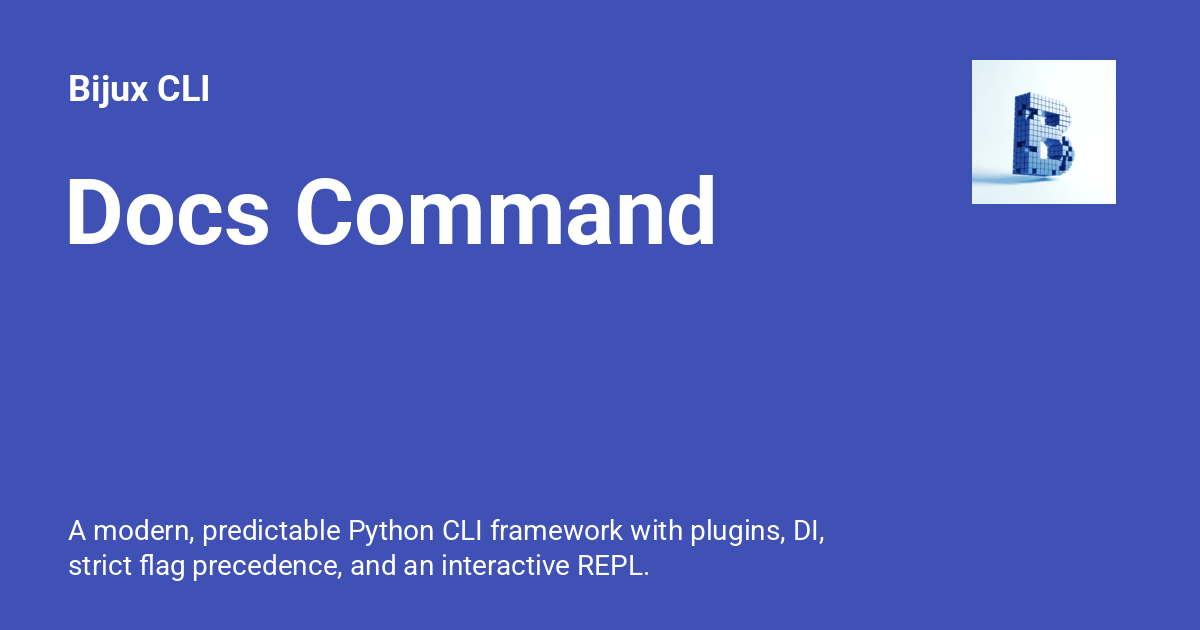 Bijux CLI
Docs Command
A modern, predictable Python CLI framework with plugins, DI,
strict flag precedence, and an interactive REPL.
B